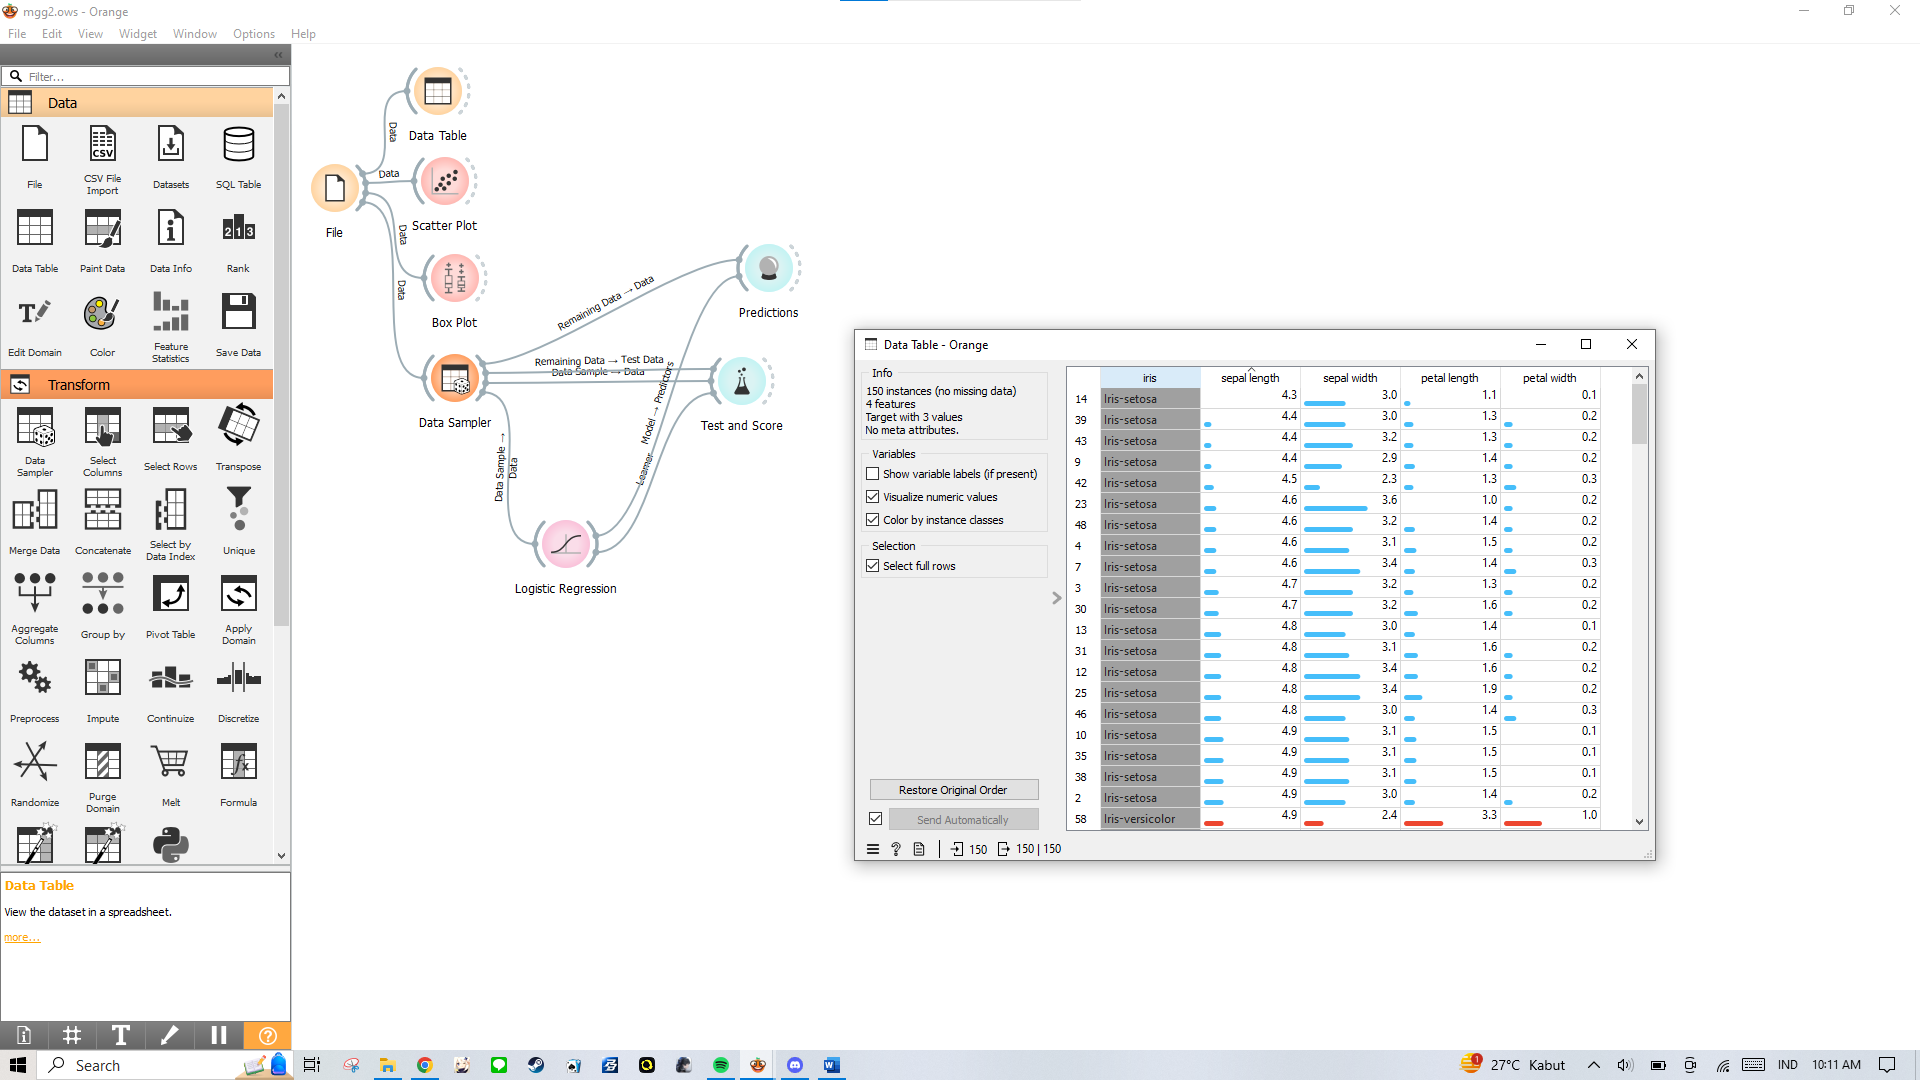 mgg2.ows - Orange
File Edit View Widget Window Options Help
Filter...
Data
File
CSV File Import
Datasets
SQL Table
Data Table
Paint Data
Data Info
Rank
Edit Domain
Color
Feature Statistics
Save Data
Transform
Data Sampler
Select Columns
Select Rows
Transpose
Merge Data
Concatenate
Select by Data Index
Unique
Aggregate Columns
Group by
Pivot Table
Apply Domain
Preprocess
Impute
Continuize
Discretize
Randomize
Purge Domain
Melt
Formula
Data Table
View the dataset in a spreadsheet.
more...
File
Data
Data Table
Data
Scatter Plot
Data
Box Plot
Data
Data Sampler
Remaining Data → Data
Predictions
Remaining Data → Test Data
Data Sample → Data
Test and Score
Data Sample → Data
Logistic Regression
Model → Predictors
Learner
Data Table - Orange
Info
150 instances (no missing data)
4 features
Target with 3 values
No meta attributes.
Variables
Show variable labels (if present)
Visualize numeric values
Color by instance classes
Selection
Select full rows
Restore Original Order
Send Automatically
150
150 | 150
iris sepal length sepal width petal length petal width
14 Iris-setosa 4.3 3.0 1.1 0.1
39 Iris-setosa 4.4 3.0 1.3 0.2
43 Iris-setosa 4.4 3.2 1.3 0.2
9 Iris-setosa 4.4 2.9 1.4 0.2
42 Iris-setosa 4.5 2.3 1.3 0.3
23 Iris-setosa 4.6 3.6 1.0 0.2
48 Iris-setosa 4.6 3.2 1.4 0.2
4 Iris-setosa 4.6 3.1 1.5 0.2
7 Iris-setosa 4.6 3.4 1.4 0.3
3 Iris-setosa 4.7 3.2 1.3 0.2
30 Iris-setosa 4.7 3.2 1.6 0.2
13 Iris-setosa 4.8 3.0 1.4 0.1
31 Iris-setosa 4.8 3.1 1.6 0.2
12 Iris-setosa 4.8 3.4 1.6 0.2
25 Iris-setosa 4.8 3.4 1.9 0.2
46 Iris-setosa 4.8 3.0 1.4 0.3
10 Iris-setosa 4.9 3.1 1.5 0.1
35 Iris-setosa 4.9 3.1 1.5 0.1
38 Iris-setosa 4.9 3.1 1.5 0.1
2 Iris-setosa 4.9 3.0 1.4 0.2
58 Iris-versicolor 4.9 2.4 3.3 1.0
Search
27°C Kabut
IND
10:11 AM